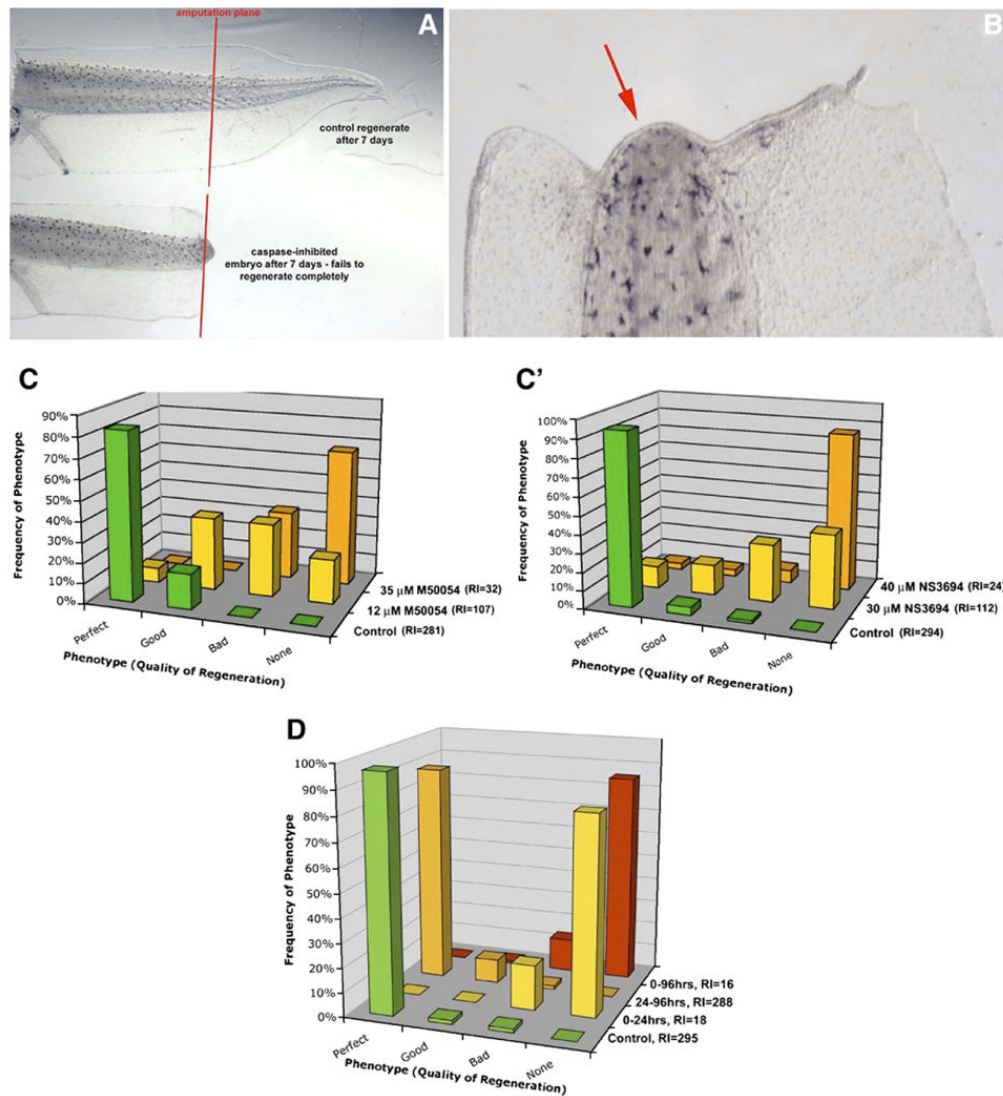 amputation plane
A
control regenerate
after 7 days
caspase-inhibited
embryo after 7 days - fails to
regenerate completely
B
C
Frequency of Phenotype
90%
80%
70%
60%
50%
40%
30%
20%
10%
0%
Perfect
Good
Bad
None
35 µM M50054 (RI=32)
12 µM M50054 (RI=107)
Control (RI=281)
Phenotype (Quality of Regeneration)
C’
Frequency of Phenotype
100%
90%
80%
70%
60%
50%
40%
30%
20%
10%
0%
Perfect
Good
Bad
None
40 µM NS3694 (RI=24)
30 µM NS3694 (RI=112)
Control (RI=294)
Phenotype (Quality of Regeneration)
D
Frequency of Phenotype
100%
90%
80%
70%
60%
50%
40%
30%
20%
10%
0%
Perfect
Good
Bad
None
0-96hrs, RI=16
24-96hrs, RI=288
0-24hrs, RI=18
Control, RI=295
Phenotype (Quality of Regeneration)